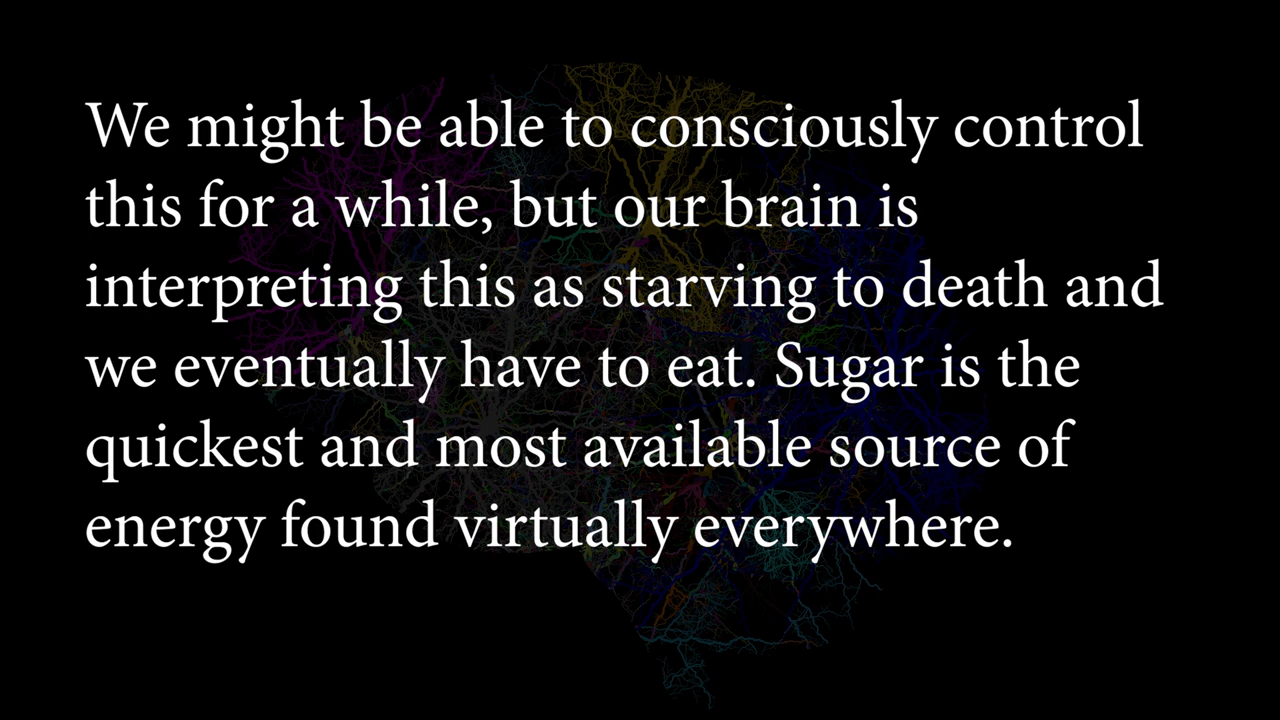 We might be able to consciously control
this for a while, but our brain is
interpreting this as starving to death and
we eventually have to eat. Sugar is the
quickest and most available source of
energy found virtually everywhere.